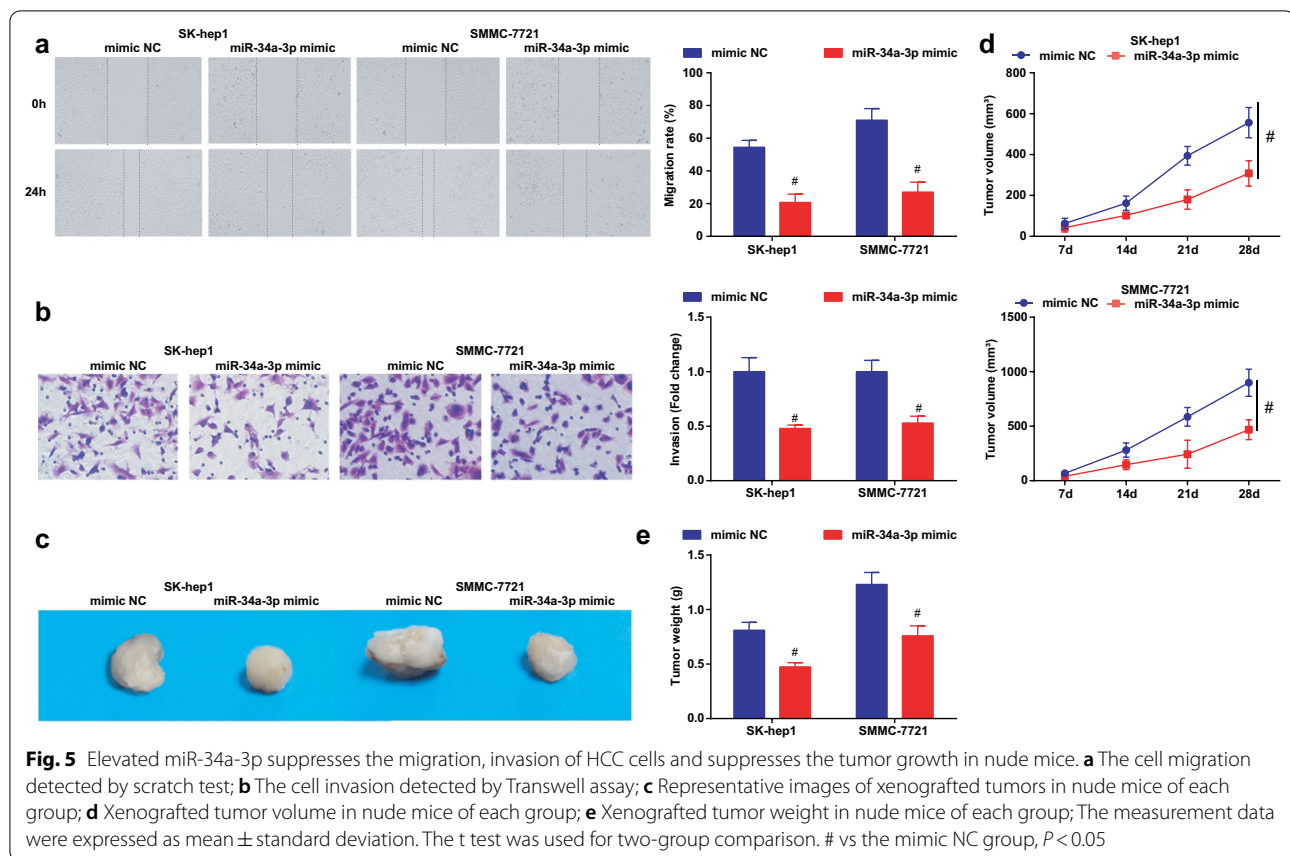 a
SK-hep1
SMMC-7721
mimic NC
miR-34a-3p mimic
mimic NC
miR-34a-3p mimic
0h
24h
mimic NC
miR-34a-3p mimic
Migration rate (%)
100
80
60
40
20
0
#
#
SK-hep1
SMMC-7721
d
SK-hep1
mimic NC
miR-34a-3p mimic
Tumor volume (mm³)
800
600
400
200
0
#
7d
14d
21d
28d
b
SK-hep1
SMMC-7721
mimic NC
miR-34a-3p mimic
mimic NC
miR-34a-3p mimic
mimic NC
miR-34a-3p mimic
Invasion (Fold change)
1.5
1.0
0.5
0.0
#
#
SK-hep1
SMMC-7721
SMMC-7721
mimic NC
miR-34a-3p mimic
Tumor volume (mm³)
1500
1000
500
0
#
7d
14d
21d
28d
c
SK-hep1
SMMC-7721
mimic NC
miR-34a-3p mimic
mimic NC
miR-34a-3p mimic
e
mimic NC
miR-34a-3p mimic
Tumor weight (g)
1.5
1.0
0.5
0.0
#
#
SK-hep1
SMMC-7721
Fig. 5 Elevated miR-34a-3p suppresses the migration, invasion of HCC cells and suppresses the tumor growth in nude mice. a The cell migration
detected by scratch test; b The cell invasion detected by Transwell assay; c Representative images of xenografted tumors in nude mice of each
group; d Xenografted tumor volume in nude mice of each group; e Xenografted tumor weight in nude mice of each group; The measurement data
were expressed as mean ± standard deviation. The t test was used for two-group comparison. # vs the mimic NC group, P < 0.05